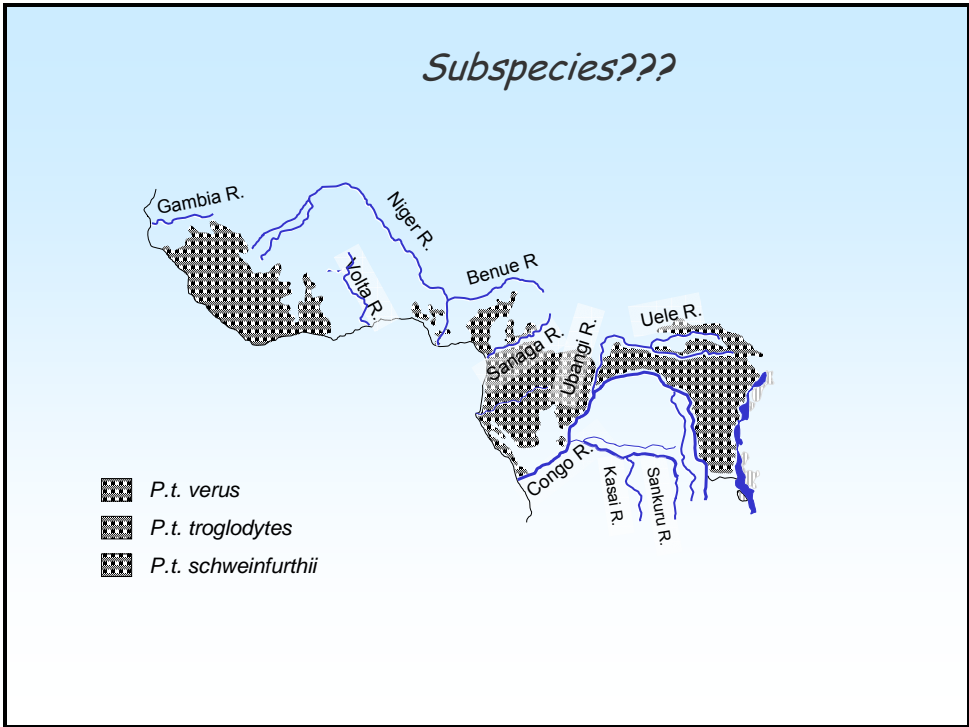 Subspecies???
Gambia R.
Niger R.
Volta R.
Benue R
Sanaga R.
Ubangi R.
Uele R.
Congo R.
Kasai R.
Sankuru R.
P.t. verus
P.t. troglodytes
P.t. schweinfurthii